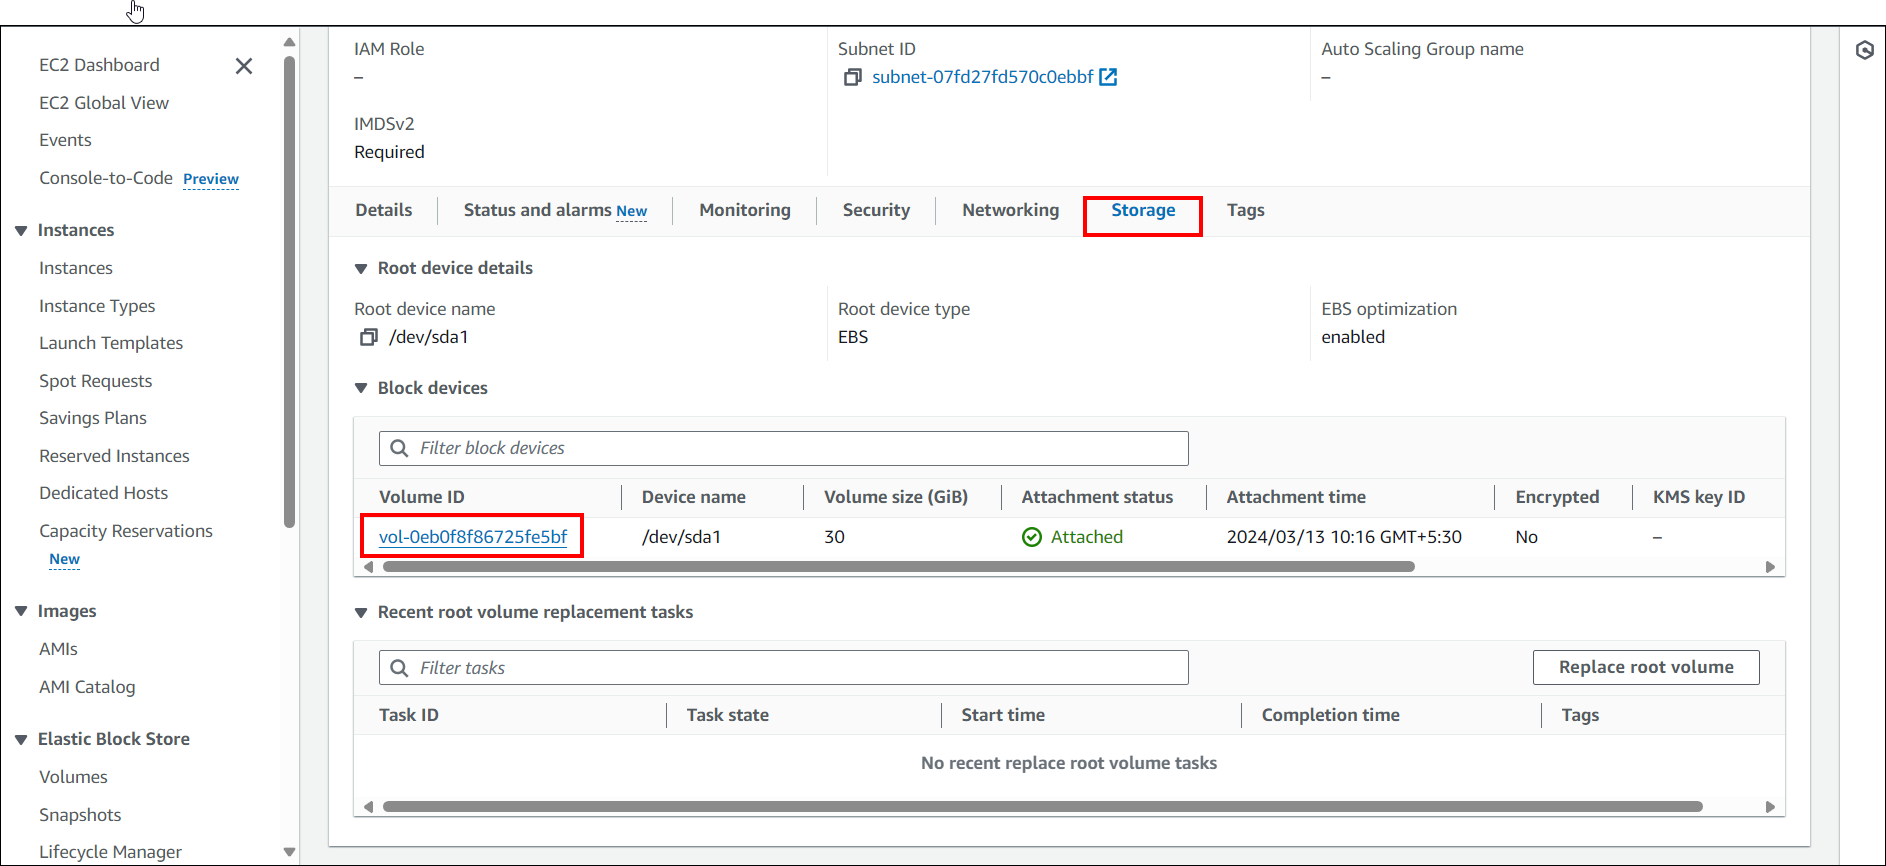 EC2 Dashboard
EC2 Global View
Events
Console-to-Code Preview
Instances
Instances
Instance Types
Launch Templates
Spot Requests
Savings Plans
Reserved Instances
Dedicated Hosts
Capacity Reservations
New
Images
AMIs
AMI Catalog
Elastic Block Store
Volumes
Snapshots
Lifecycle Manager
IAM Role
–
Subnet ID
subnet-07fd27fd570c0ebbf
Auto Scaling Group name
–
IMDSv2
Required
Details Status and alarms New Monitoring Security Networking Storage Tags
Root device details
Root device name
/dev/sda1
Root device type
EBS
EBS optimization
enabled
Block devices
Filter block devices
Volume ID Device name Volume size (GiB) Attachment status Attachment time Encrypted KMS key ID
vol-0eb0f8f86725fe5bf /dev/sda1 30 Attached 2024/03/13 10:16 GMT+5:30 No –
Recent root volume replacement tasks
Filter tasks
Replace root volume
Task ID Task state Start time Completion time Tags
No recent replace root volume tasks